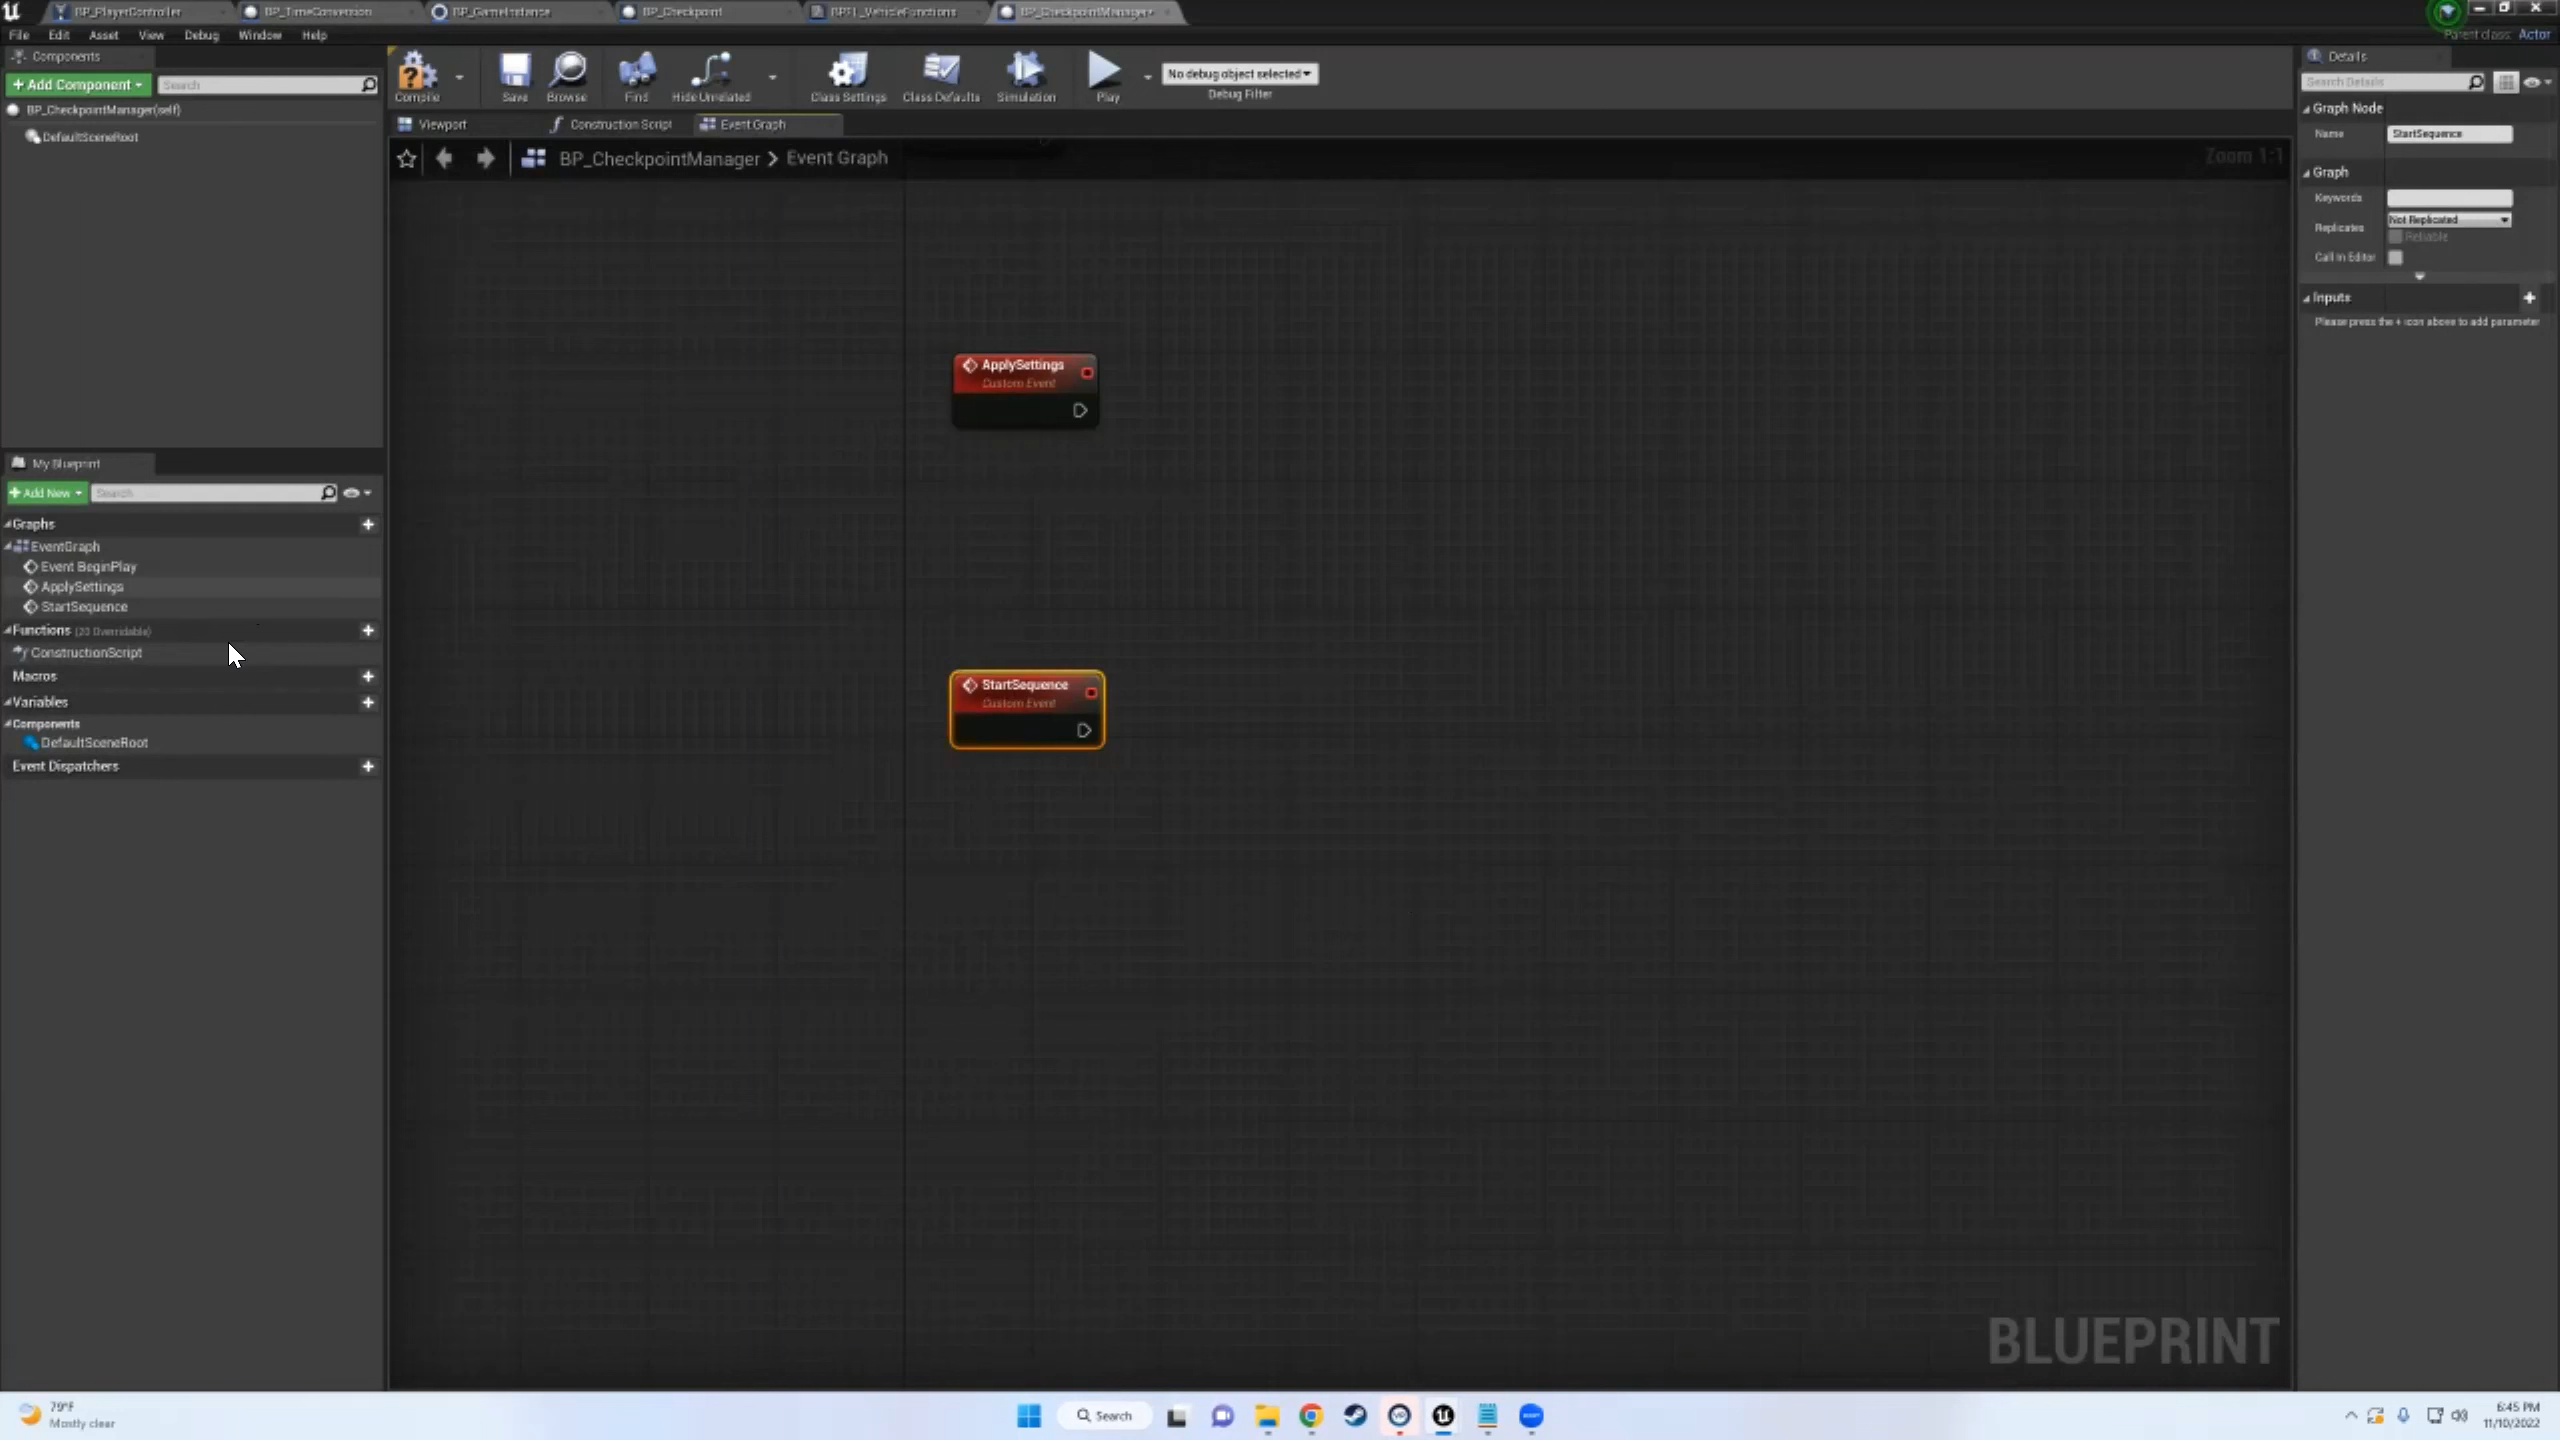 BP_PlayerController
BP_TimeConversion
BP_GameInstance
BP_Checkpoint
BPFL_VehicleFunctions
BP_CheckpointManager*
File Edit Asset View Debug Window Help
Parent class: Actor
Components
+ Add Component
Search
BP_CheckpointManager(self)
DefaultSceneRoot
Compile
Save
Browse
Find
Hide Unrelated
Class Settings
Class Defaults
Simulation
Play
No debug object selected
Debug Filter
Viewport
Construction Script
Event Graph
BP_CheckpointManager > Event Graph
Zoom 1:1
ApplySettings
Custom Event
StartSequence
Custom Event
BLUEPRINT
My Blueprint
+ Add New
Search
Graphs
EventGraph
Event BeginPlay
ApplySettings
StartSequence
Functions (20 Overridable)
ConstructionScript
Macros
Variables
Components
DefaultSceneRoot
Event Dispatchers
Details
Search Details
Graph Node
Name StartSequence
Graph
Keywords
Replicates Not Replicated
Reliable
Call In Editor
Inputs
Please press the + icon above to add parameter
79°F
Mostly clear
Search
6:45 PM
11/10/2022